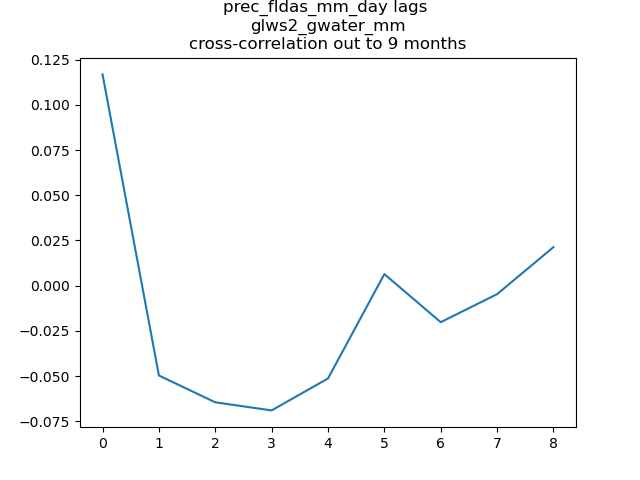 prec_fldas_mm_day lags
glws2_gwater_mm
cross-correlation out to 9 months
0.125
0.100
0.075
0.050
0.025
0.000
−0.025
−0.050
−0.075
0 1 2 3 4 5 6 7 8